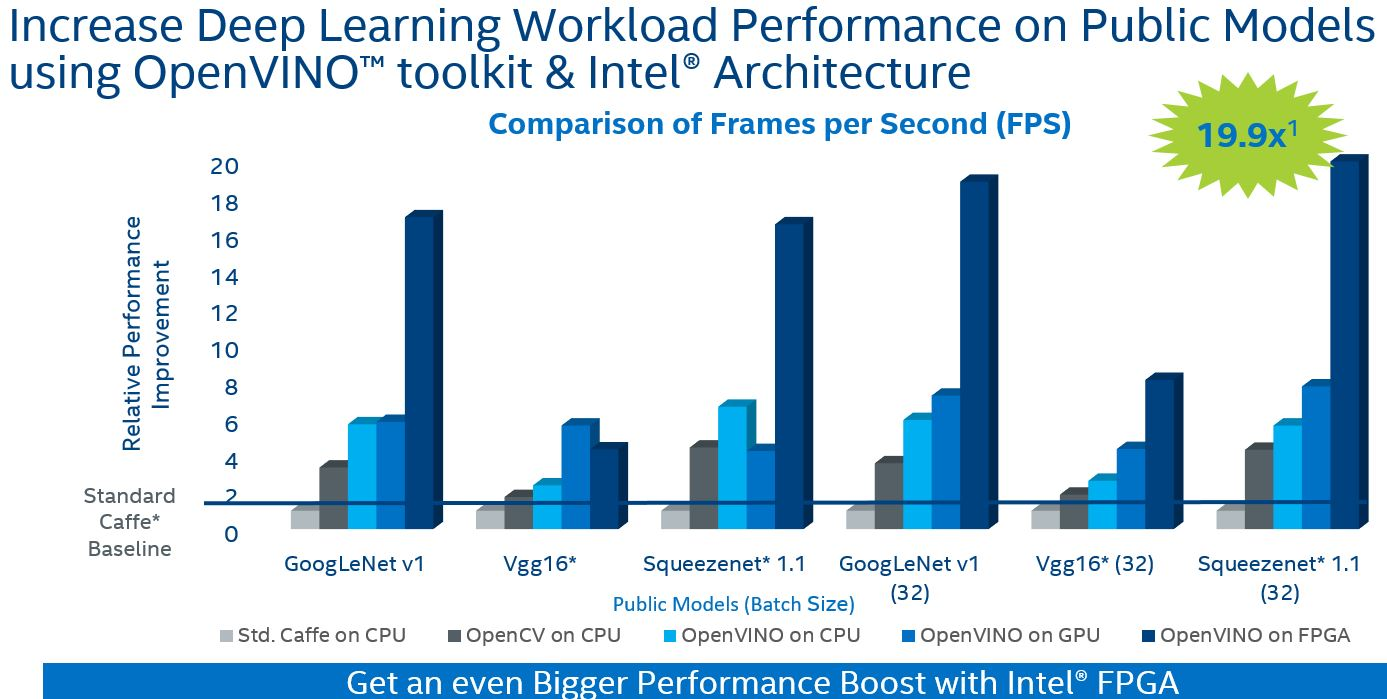 Increase Deep Learning Workload Performance on Public Models
using OpenVINO™ toolkit & Intel® Architecture
Comparison of Frames per Second (FPS)
19.9x¹
Relative Performance
Improvement
20
18
16
14
12
10
8
6
4
2
0
Standard
Caffe*
Baseline
GoogLeNet v1
Vgg16*
Squeezenet* 1.1
GoogLeNet v1
(32)
Vgg16* (32)
Squeezenet* 1.1
(32)
Public Models (Batch Size)
Std. Caffe on CPU
OpenCV on CPU
OpenVINO on CPU
OpenVINO on GPU
OpenVINO on FPGA
Get an even Bigger Performance Boost with Intel® FPGA